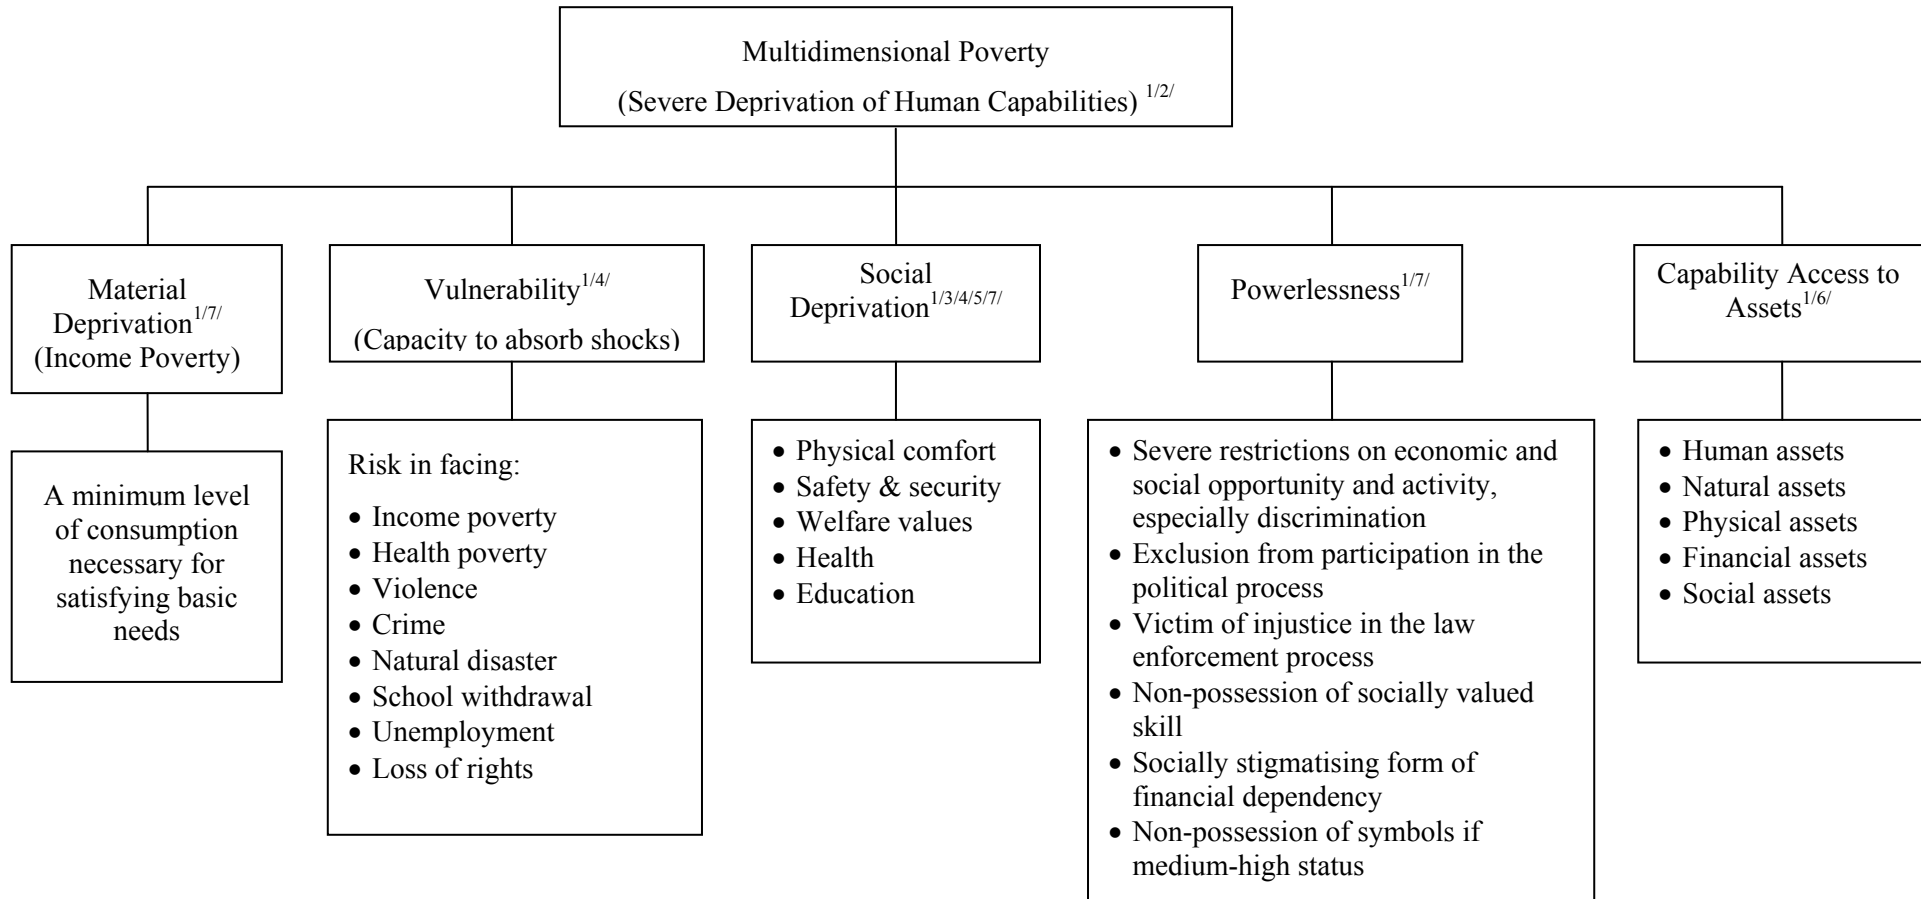 Multidimensional Poverty
(Severe Deprivation of Human Capabilities) 1/2/
Material
Deprivation1/7/
(Income Poverty)
Vulnerability1/4/
(Capacity to absorb shocks)
Social
Deprivation1/3/4/5/7/
Powerlessness1/7/
Capability Access to
Assets1/6/
A minimum level
of consumption
necessary for
satisfying basic
needs
Risk in facing:
• Income poverty
• Health poverty
• Violence
• Crime
• Natural disaster
• School withdrawal
• Unemployment
• Loss of rights
• Physical comfort
• Safety & security
• Welfare values
• Health
• Education
• Severe restrictions on economic and
social opportunity and activity,
especially discrimination
• Exclusion from participation in the
political process
• Victim of injustice in the law
enforcement process
• Non-possession of socially valued
skill
• Socially stigmatising form of
financial dependency
• Non-possession of symbols if
medium-high status
• Human assets
• Natural assets
• Physical assets
• Financial assets
• Social assets